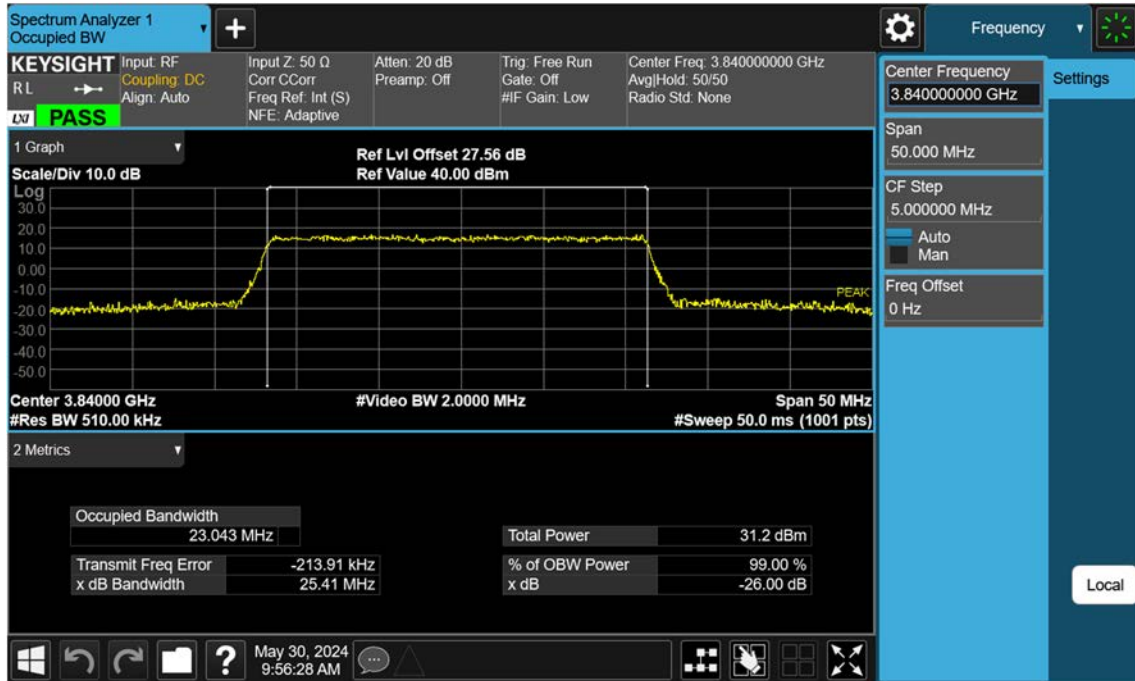 Spectrum Analyzer 1
Occupied BW
Frequency
KEYSIGHT
R L
LXI PASS
Input: RF
Coupling: DC
Align: Auto
Input Z: 50 Ω
Corr CCorr
Freq Ref: Int (S)
NFE: Adaptive
Atten: 20 dB
Preamp: Off
Trig: Free Run
Gate: Off
#IF Gain: Low
Center Freq: 3.840000000 GHz
Avg|Hold: 50/50
Radio Std: None
Center Frequency
3.840000000 GHz
Settings
Span
50.000 MHz
CF Step
5.000000 MHz
Auto
Man
Freq Offset
0 Hz
Local
1 Graph
Scale/Div 10.0 dB
Ref Lvl Offset 27.56 dB
Ref Value 40.00 dBm
Log
30.0
20.0
10.0
0.00
-10.0
-20.0
-30.0
-40.0
-50.0
PEAK
Center 3.84000 GHz
#Video BW 2.0000 MHz
Span 50 MHz
#Res BW 510.00 kHz
#Sweep 50.0 ms (1001 pts)
2 Metrics
Occupied Bandwidth
23.043 MHz
Total Power 31.2 dBm
Transmit Freq Error -213.91 kHz
% of OBW Power 99.00 %
x dB Bandwidth 25.41 MHz
x dB -26.00 dB
?
May 30, 2024
9:56:28 AM